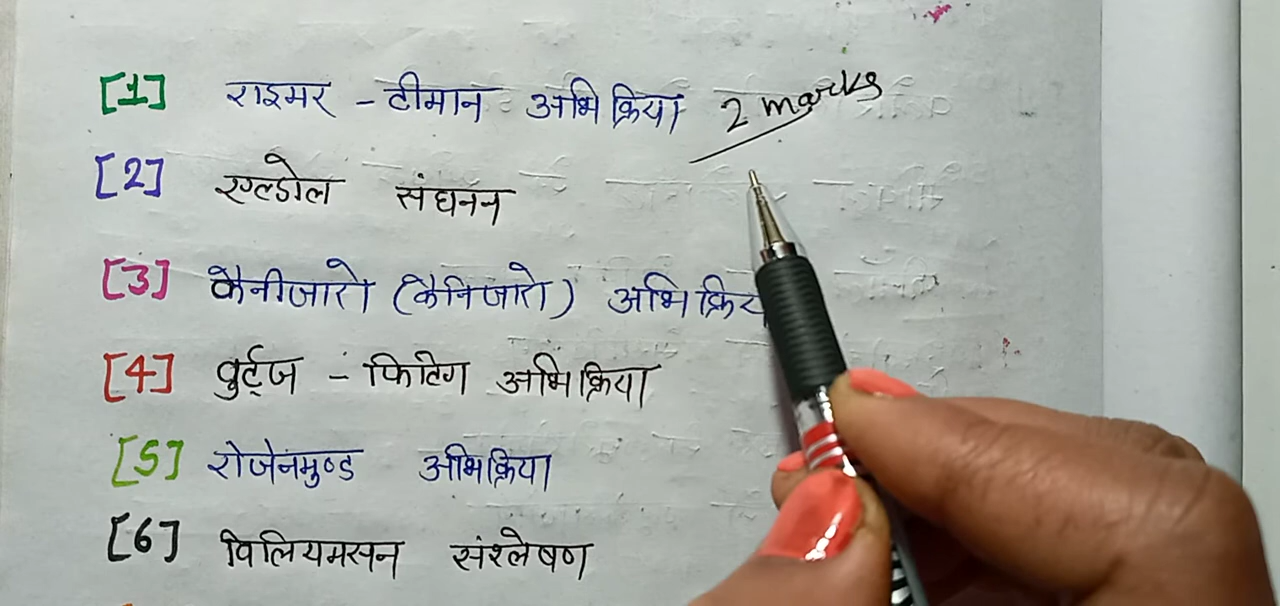 [1] राइमर - टीमान अभिक्रिया 2 marks
[2] एल्डोल संघनन
[3] कैनीजारो (कैनिजारो) अभिक्रिय
[4] वुर्ट्ज - फिटिग अभिक्रिया
[5] रोजेनमुण्ड अभिक्रिया
[6] विलियमसन संश्लेषण